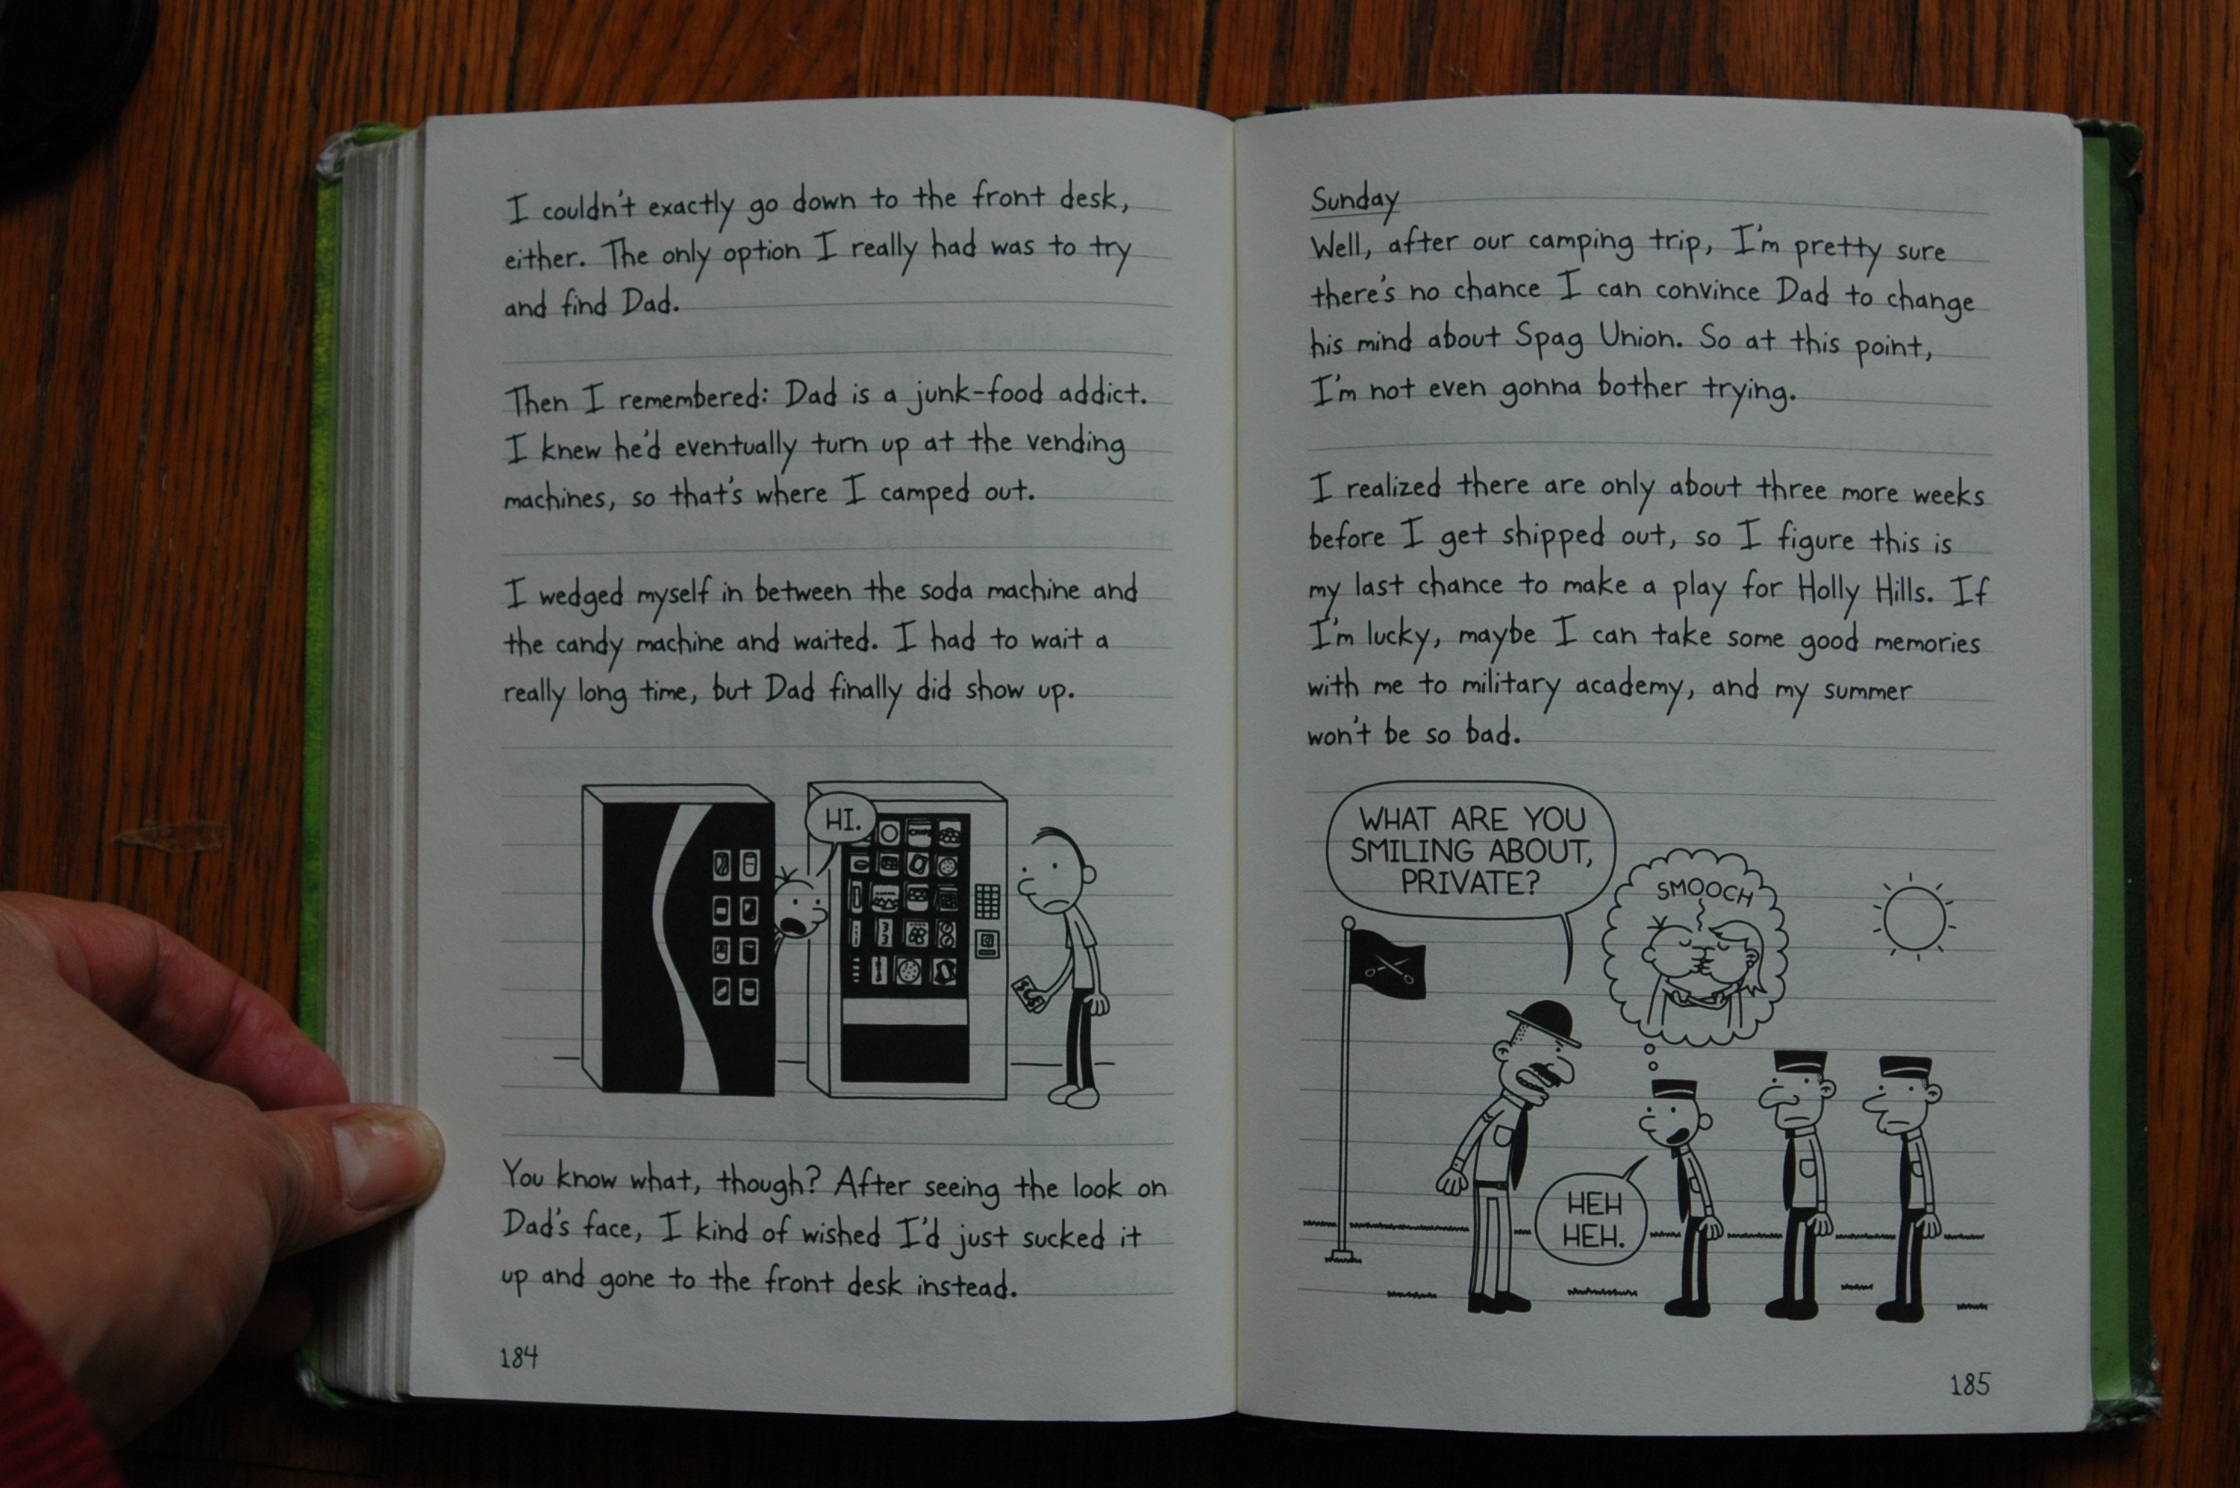 I couldn't exactly go down to the front desk,
either. The only option I really had was to try
and find Dad.
Then I remembered: Dad is a junk-food addict.
I knew he'd eventually turn up at the vending
machines, so that's where I camped out.
I wedged myself in between the soda machine and
the candy machine and waited. I had to wait a
really long time, but Dad finally did show up.
HI.
You know what, though? After seeing the look on
Dad's face, I kind of wished I'd just sucked it
up and gone to the front desk instead.
184
Sunday
Well, after our camping trip, I'm pretty sure
there's no chance I can convince Dad to change
his mind about Spag Union. So at this point,
I'm not even gonna bother trying.
I realized there are only about three more weeks
before I get shipped out, so I figure this is
my last chance to make a play for Holly Hills. If
I'm lucky, maybe I can take some good memories
with me to military academy, and my summer
won't be so bad.
WHAT ARE YOU
SMILING ABOUT,
PRIVATE?
SMOOCH
HEH
HEH.
185